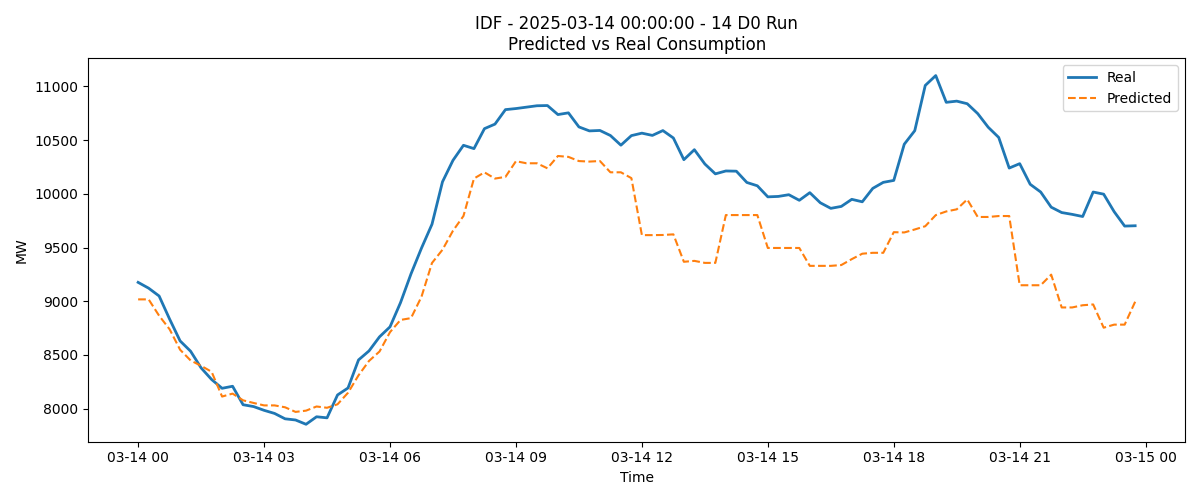 IDF - 2025-03-14 00:00:00 - 14 D0 Run
Predicted vs Real Consumption
Real
Predicted
MW
11000
10500
10000
9500
9000
8500
8000
03-14 00
03-14 03
03-14 06
03-14 09
03-14 12
03-14 15
03-14 18
03-14 21
03-15 00
Time